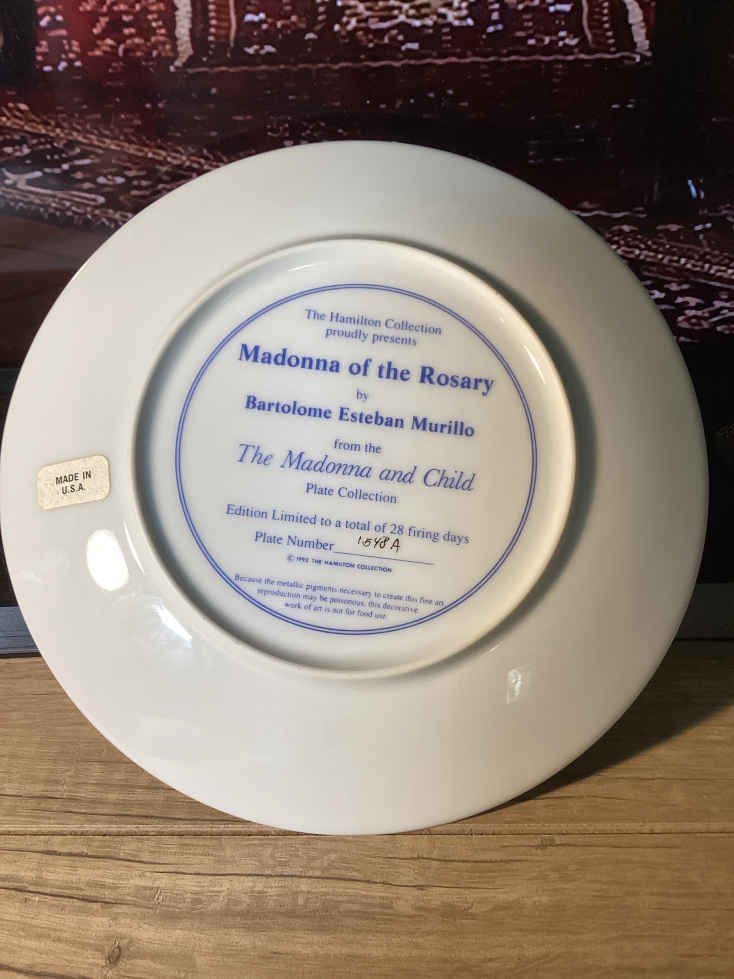 The Hamilton Collection
proudly presents
Madonna of the Rosary
by
Bartolome Esteban Murillo
from the
The Madonna and Child
Plate Collection
Edition Limited to a total of 28 firing days
Plate Number 1548A
© 1992 THE HAMILTON COLLECTION
Because the metallic pigments necessary to create this fine art
reproduction may be poisonous, this decorative
work of art is not for food use.
MADE IN
U.S.A.